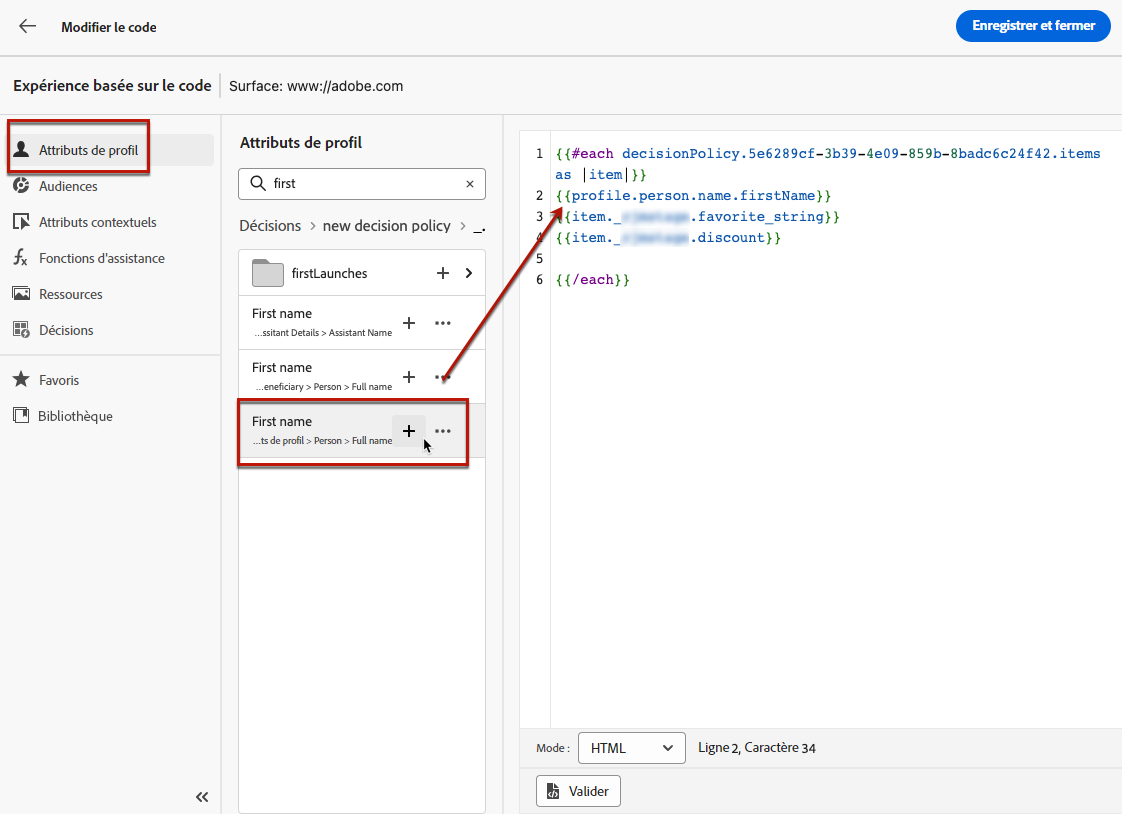 Modifier le code
Enregistrer et fermer
Expérience basée sur le code
Surface: www://adobe.com
Attributs de profil
Audiences
Attributs contextuels
Fonctions d'assistance
Ressources
Décisions
Favoris
Bibliothèque
Attributs de profil
first
Décisions > new decision policy > _.
firstLaunches
First name
...ssitant Details > Assistant Name
First name
...eneficiary > Person > Full name
First name
...ts de profil > Person > Full name
1 {{#each decisionPolicy.5e6289cf-3b39-4e09-859b-8badc6c24f42.items
as |item|}}
2 {{profile.person.name.firstName}}
3 {{item._.favorite_string}}
4 {{item._.discount}}
5
6 {{/each}}
Mode :
HTML
Ligne 2, Caractère 34
Valider